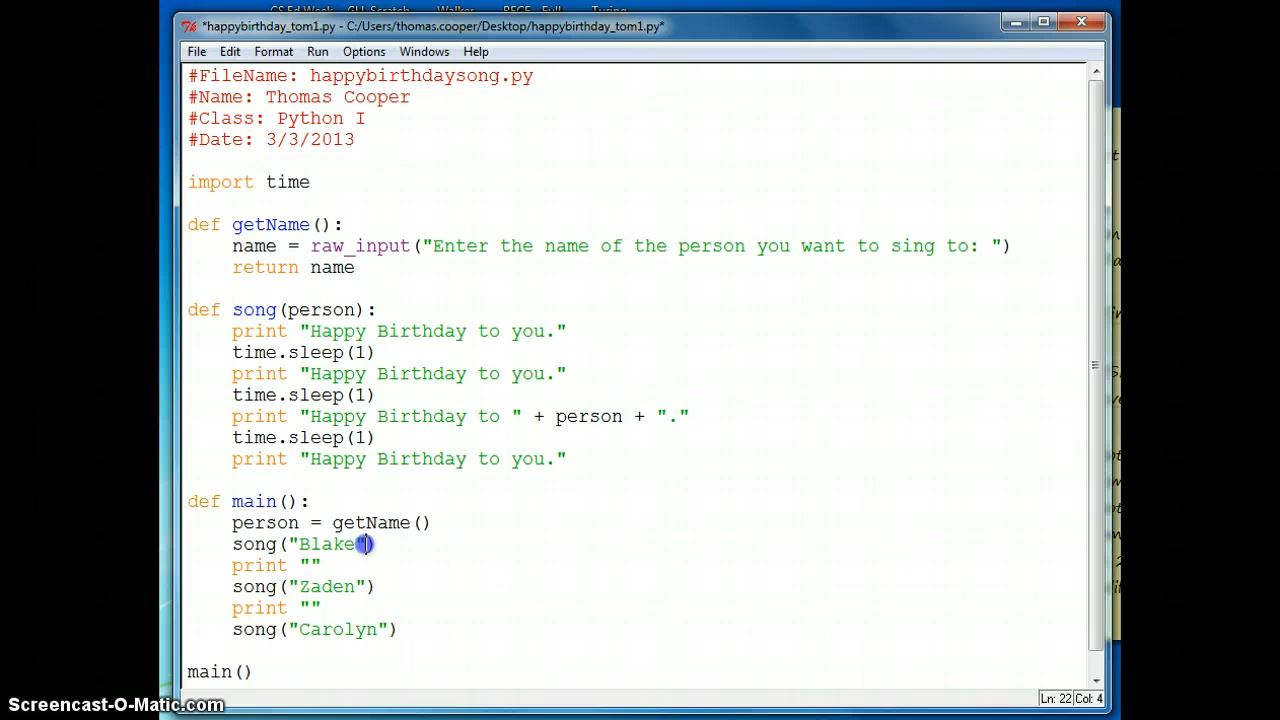 *happybirthday_tom1.py - C:/Users/thomas.cooper/Desktop/happybirthday_tom1.py*
File Edit Format Run Options Windows Help
#FileName: happybirthdaysong.py
#Name: Thomas Cooper
#Class: Python I
#Date: 3/3/2013
import time
def getName():
name = raw_input("Enter the name of the person you want to sing to: ")
return name
def song(person):
print "Happy Birthday to you."
time.sleep(1)
print "Happy Birthday to you."
time.sleep(1)
print "Happy Birthday to " + person + "."
time.sleep(1)
print "Happy Birthday to you."
def main():
person = getName()
song("Blake")
print ""
song("Zaden")
print ""
song("Carolyn")
main()
Ln: 22 Col: 4
Screencast-O-Matic.com